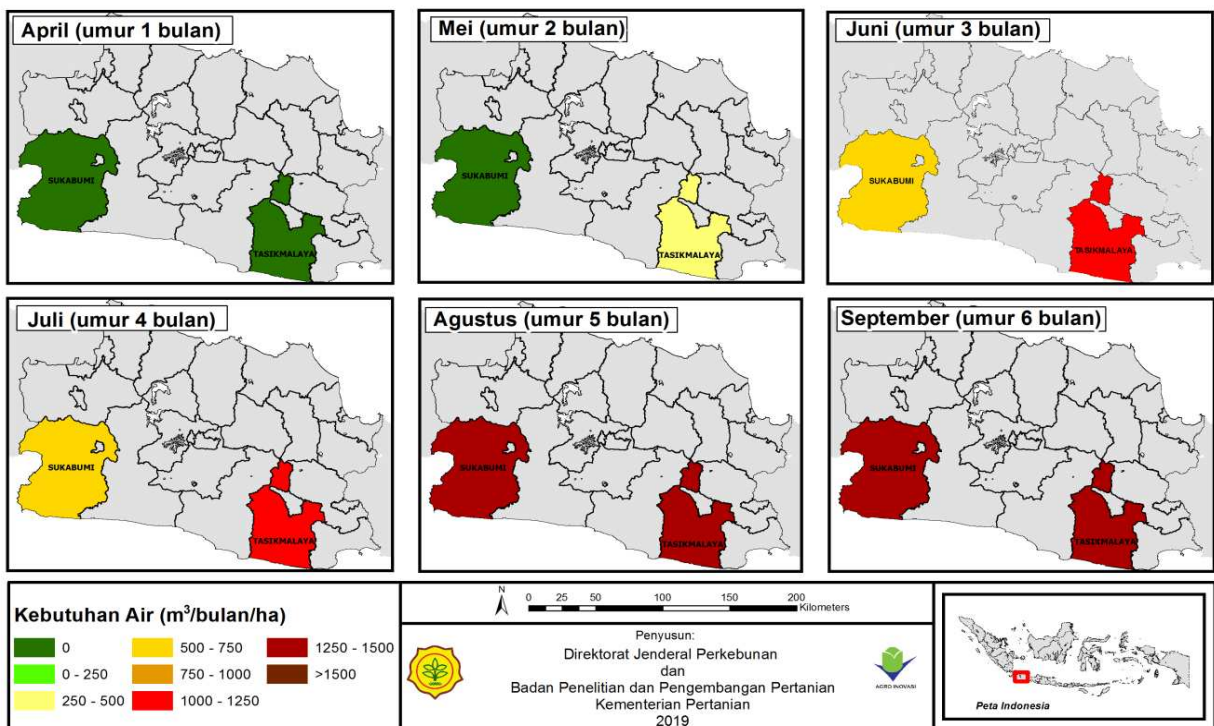 April (umur 1 bulan)
SUKABUMI
TASIKMALAYA
Mei (umur 2 bulan)
SUKABUMI
TASIKMALAYA
Juni (umur 3 bulan)
SUKABUMI
TASIKMALAYA
Juli (umur 4 bulan)
SUKABUMI
TASIKMALAYA
Agustus (umur 5 bulan)
SUKABUMI
TASIKMALAYA
September (umur 6 bulan)
SUKABUMI
TASIKMALAYA
Kebutuhan Air (m³/bulan/ha)
0
0 - 250
250 - 500
500 - 750
750 - 1000
1000 - 1250
1250 - 1500
>1500
N
0 25 50 100 150 200
Kilometers
Penyusun:
Direktorat Jenderal Perkebunan
dan
Badan Penelitian dan Pengembangan Pertanian
Kementerian Pertanian
2019
AGRO INOVASI
Peta Indonesia